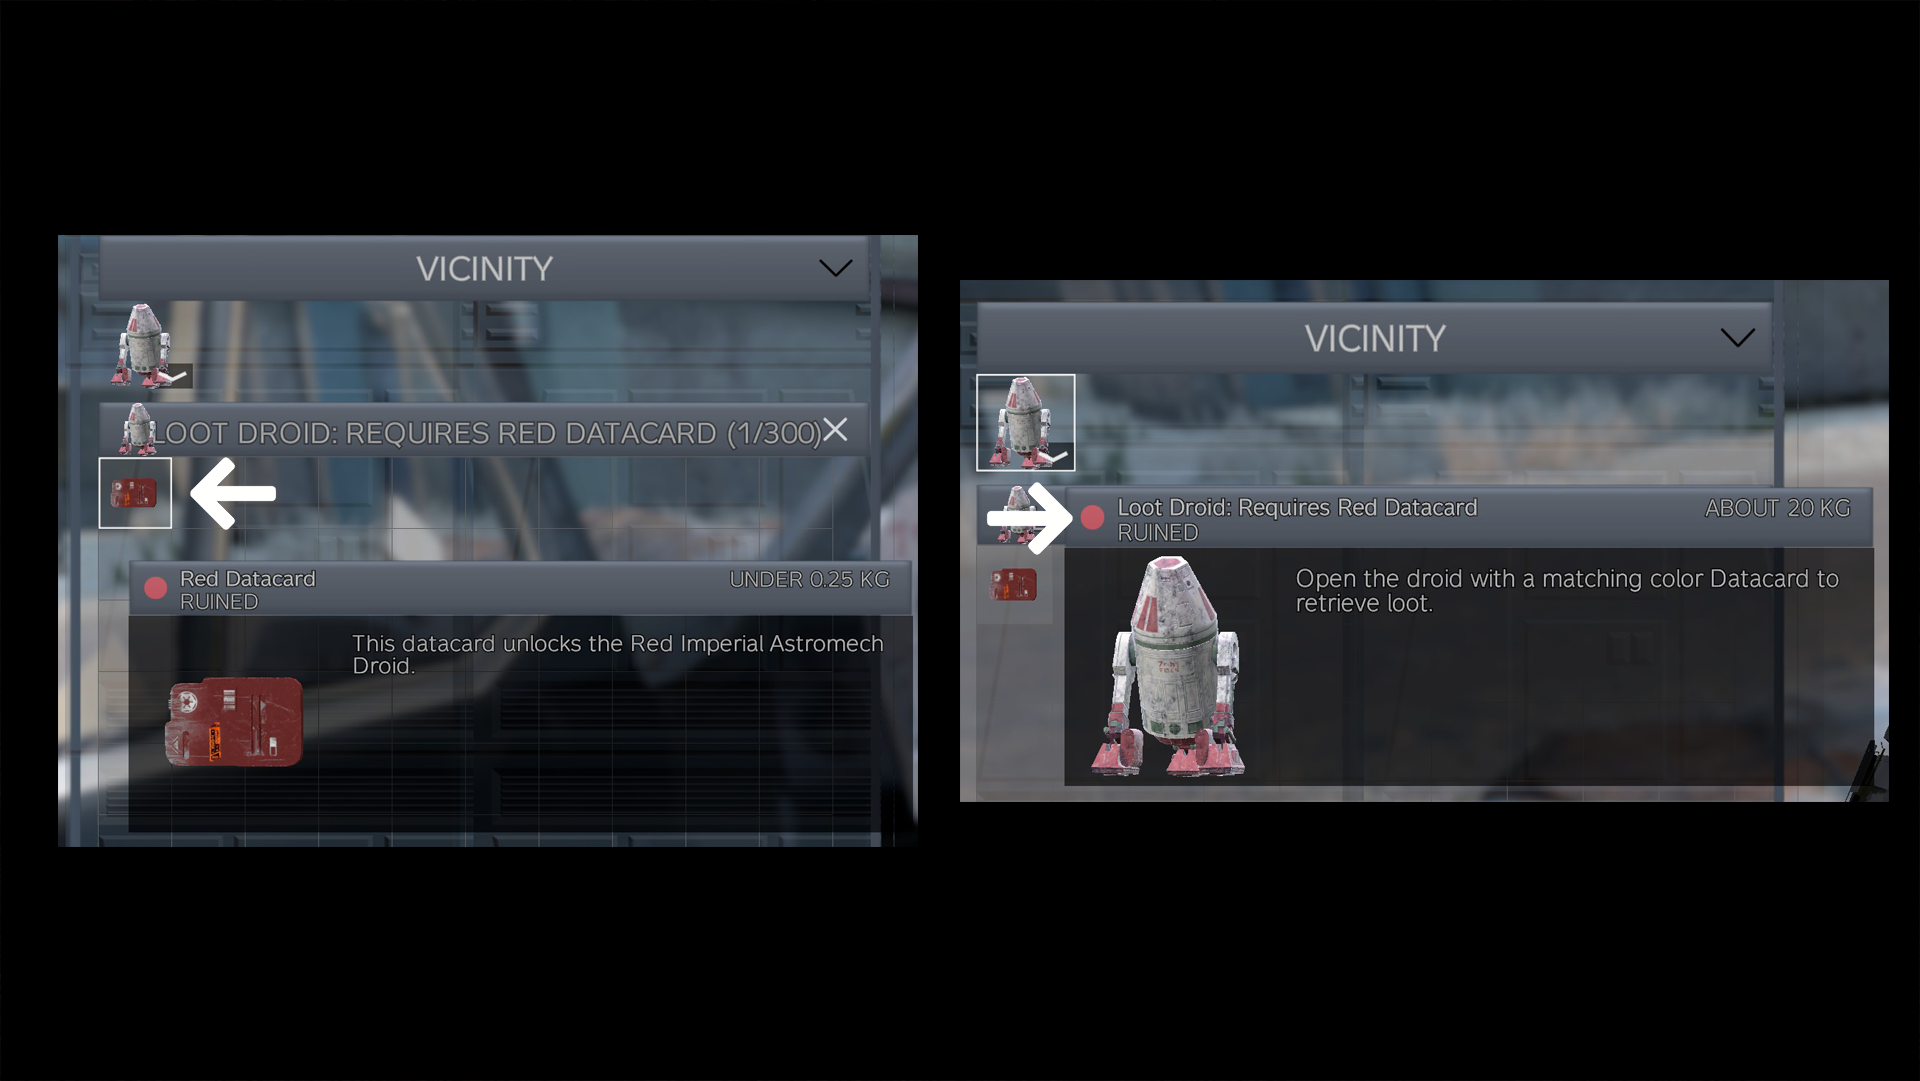 VICINITY
LOOT DROID: REQUIRES RED DATACARD (1/300)
Red Datacard
UNDER 0.25 KG
RUINED
This datacard unlocks the Red Imperial Astromech
Droid.
VICINITY
Loot Droid: Requires Red Datacard
ABOUT 20 KG
RUINED
Open the droid with a matching color Datacard to
retrieve loot.